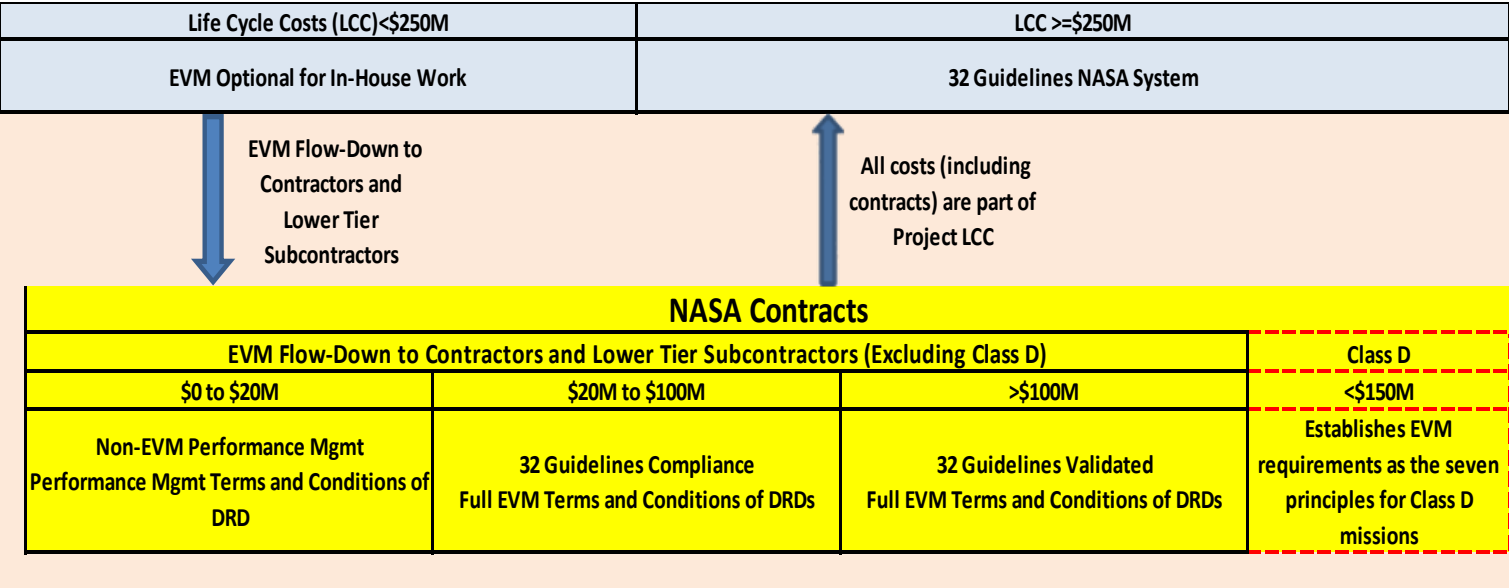 Life Cycle Costs (LCC)<$250M
LCC >=$250M
EVM Optional for In-House Work
32 Guidelines NASA System
EVM Flow-Down to
Contractors and
Lower Tier
Subcontractors
All costs (including
contracts) are part of
Project LCC
NASA Contracts
EVM Flow-Down to Contractors and Lower Tier Subcontractors (Excluding Class D)
Class D
$0 to $20M
$20M to $100M
>$100M
<$150M
Non-EVM Performance Mgmt
Performance Mgmt Terms and Conditions of
DRD
32 Guidelines Compliance
Full EVM Terms and Conditions of DRDs
32 Guidelines Validated
Full EVM Terms and Conditions of DRDs
Establishes EVM
requirements as the seven
principles for Class D
missions